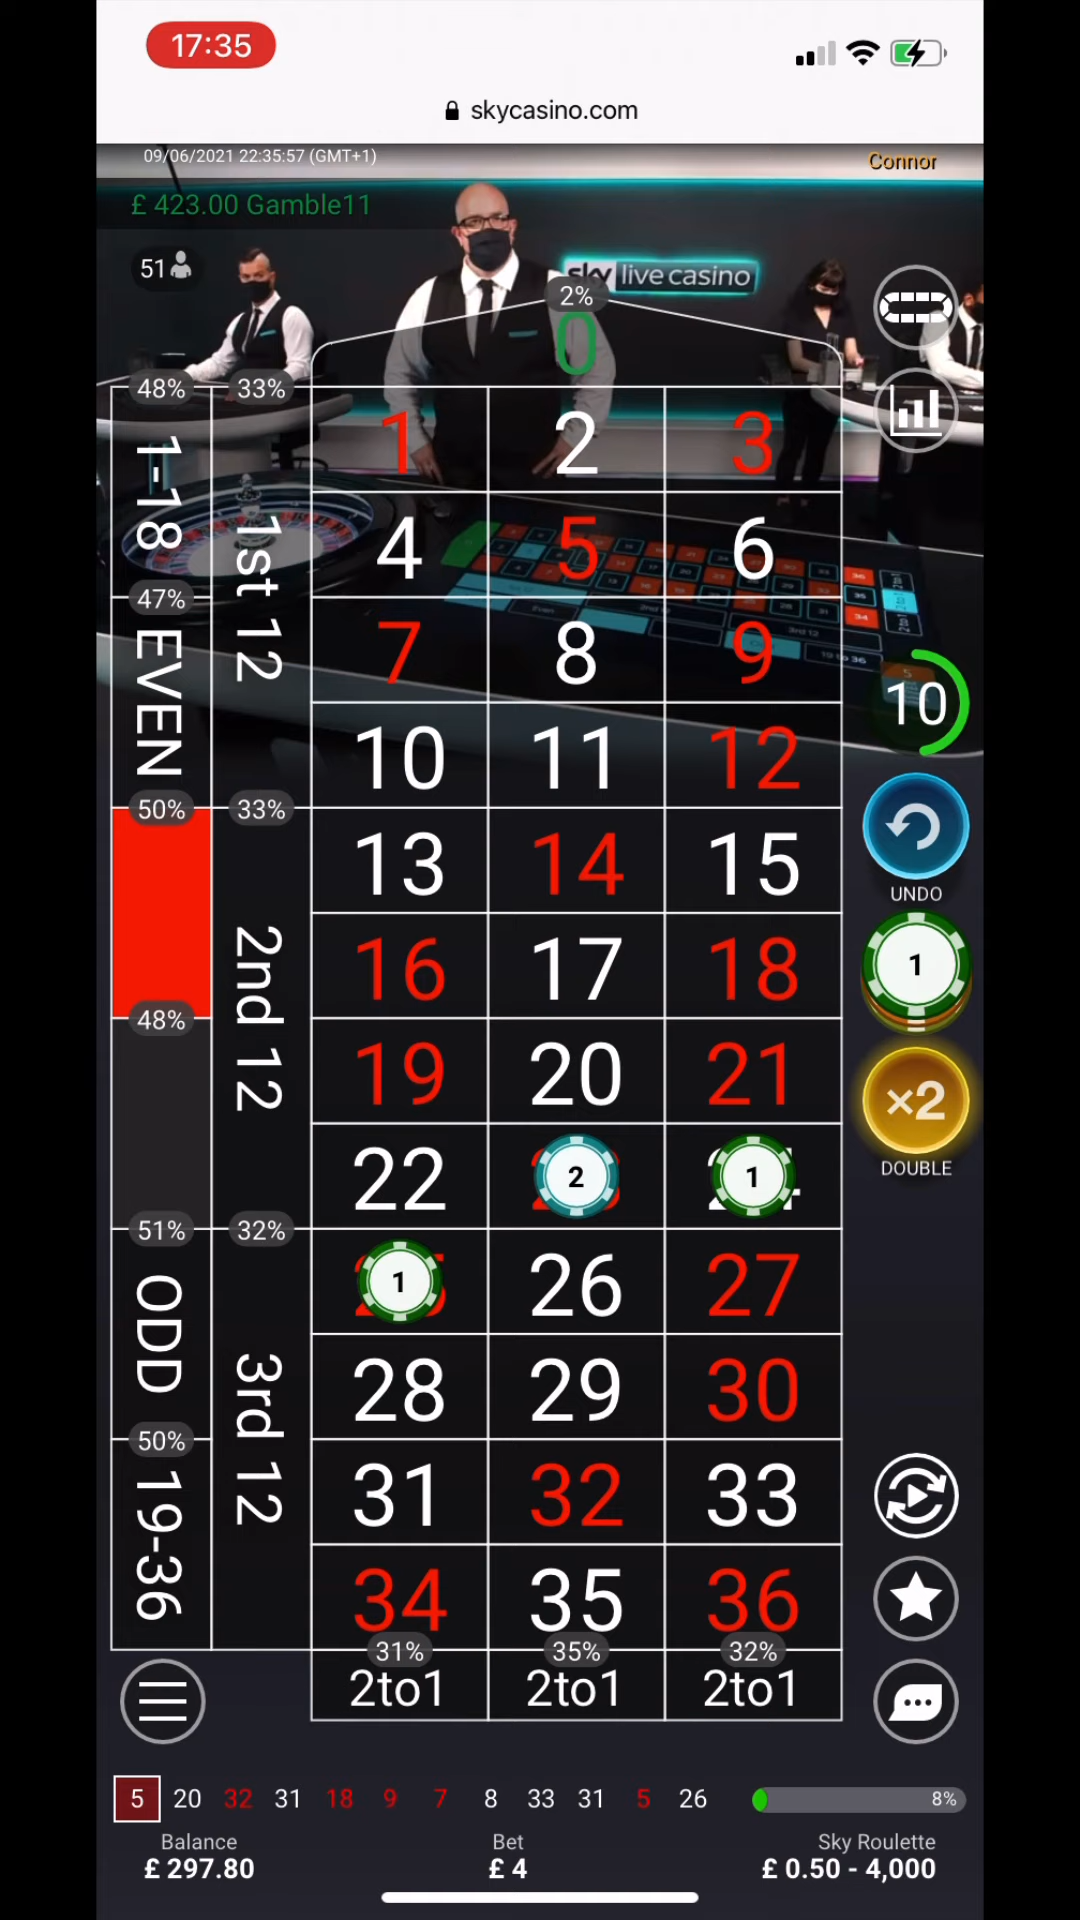 17:35
skycasino.com
09/06/2021 22:35:57 (GMT+1)
Connor
£ 423.00 Gamble11
51
sky live casino
2%
0
48% 33%
1 2 3
4 5 6
7 8 9
10 11 12
13 14 15
16 17 18
19 20 21
22 2 1
1 26 27
28 29 30
31 32 33
34 35 36
1-18
47%
EVEN
50%
48%
51%
ODD
50%
19-36
1st 12
33%
2nd 12
32%
3rd 12
31% 35% 32%
2to1 2to1 2to1
10
UNDO
1
×2
DOUBLE
5 20 32 31 18 9 7 8 33 31 5 26
8%
Balance Bet Sky Roulette
£ 297.80 £ 4 £ 0.50 - 4,000